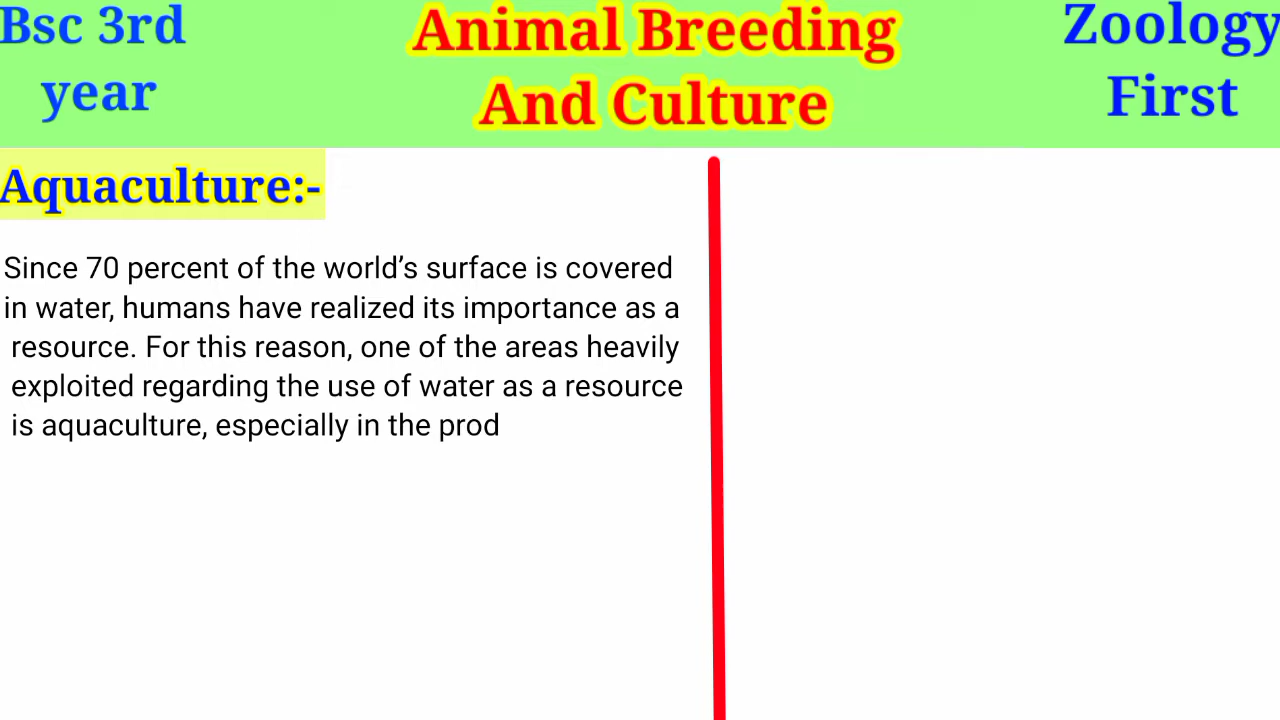 Bsc 3rd
year
Animal Breeding
And Culture
Zoology
First
Aquaculture:-
Since 70 percent of the world’s surface is covered
in water, humans have realized its importance as a
resource. For this reason, one of the areas heavily
exploited regarding the use of water as a resource
is aquaculture, especially in the prod